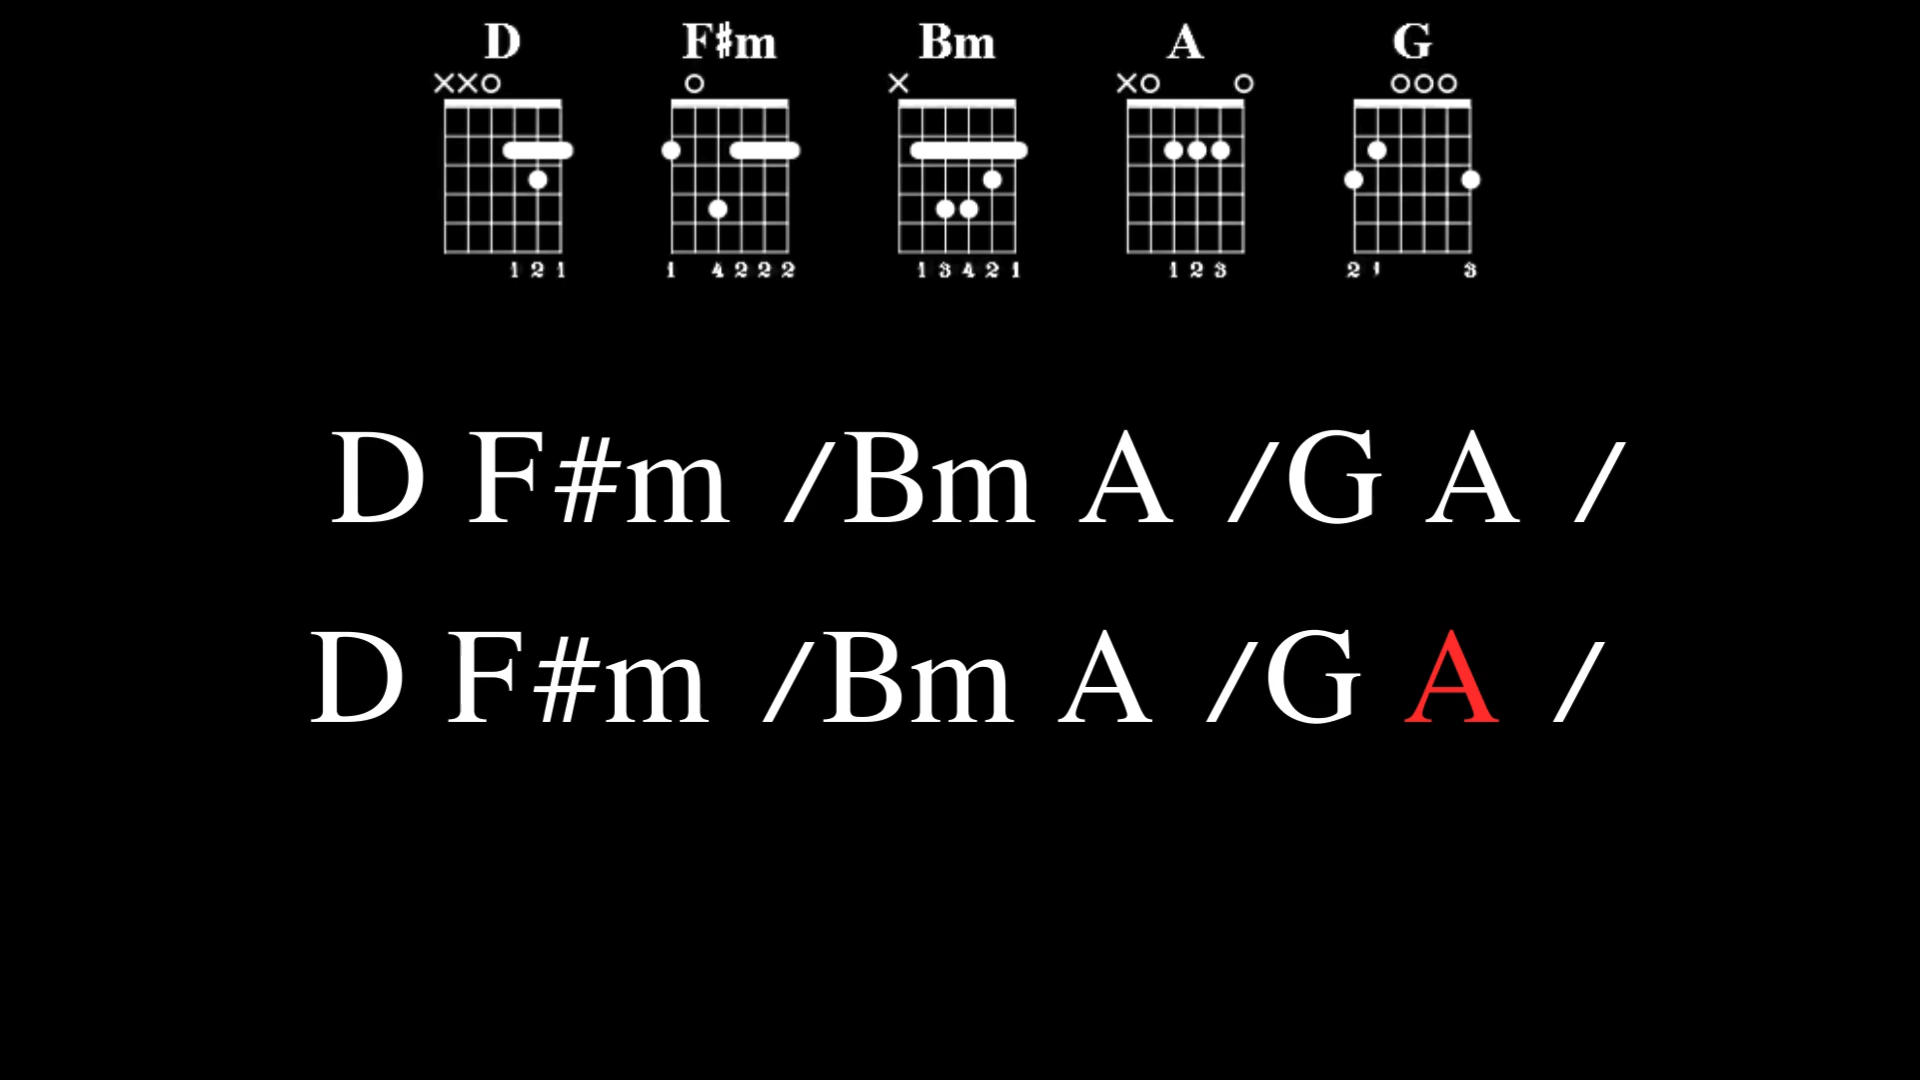 D F♯m Bm A G
××○ ○ × ×○ ○ ○○○
1 2 1 1 4 2 2 2 1 3 4 2 1 1 2 3 2 1 3
D F#m /Bm A /G A /
D F#m /Bm A /G A /